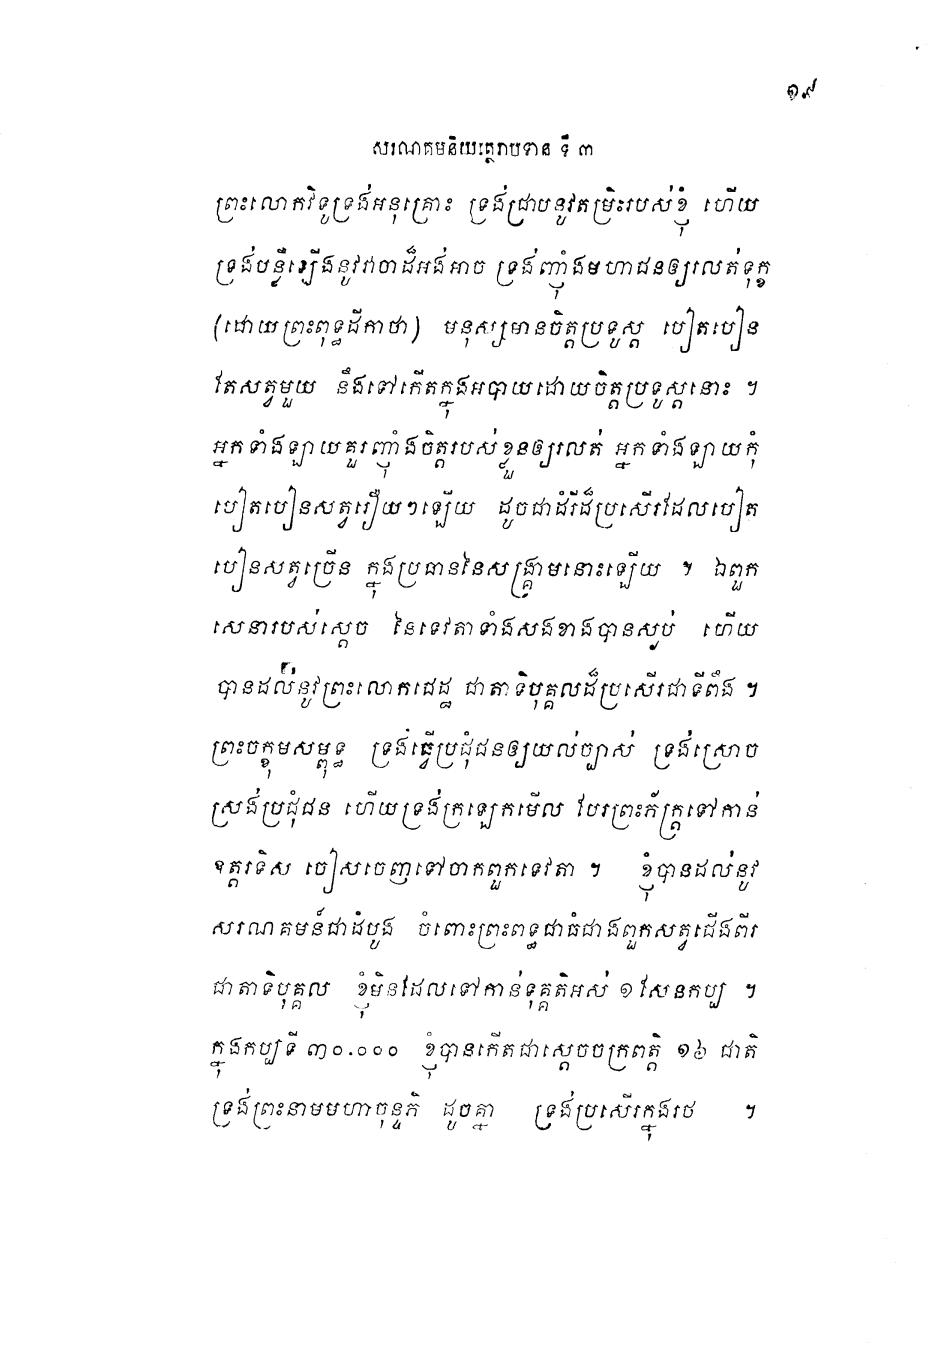 ១៩
សរណគមនិយត្ថេរាបទាន ទី ៣
ព្រះលោកវិទូទ្រង់អនុគ្រោះ ទ្រង់ជ្រាបនូវតម្រិះរបស់ខ្ញុំ ហើយ
ទ្រង់បន្លឺឡើងនូវវាចាដ៏អង់អាច ទ្រង់ញ៉ាំងមហាជនឲ្យរលត់ទុក្ខ
(ដោយព្រះពុទ្ធដីកាថា) មនុស្សមានចិត្តប្រទូស្ត បៀតបៀន
តែសត្វមួយ នឹងទៅកើតក្នុងអបាយដោយចិត្តប្រទូស្តនោះ ។
អ្នកទាំងឡាយគួរញ៉ាំងចិត្តរបស់ខ្លួនឲ្យរលត់ អ្នកទាំងឡាយកុំ
បៀតបៀនសត្វរឿយៗឡើយ ដូចជាដំរីដ៏ប្រសើរដែលបៀត
បៀនសត្វច្រើន ក្នុងប្រធាននៃសង្គ្រាមនោះឡើយ ។ ឯពួក
សេនារបស់ស្តេច នៃទេវតាទាំងសងខាងបានស្ងប់ ហើយ
បានដល់នូវព្រះលោកជេដ្ឋ ជាតាទិបុគ្គលដ៏ប្រសើរជាទីពឹង ។
ព្រះចក្ខុមសម្ពុទ្ធ ទ្រង់ធ្វើប្រជុំជនឲ្យយល់ច្បាស់ ទ្រង់ស្រោច
ស្រង់ប្រជុំជន ហើយទ្រង់ក្រឡេកមើល បែរព្រះភ័ក្ត្រទៅកាន់
ឧត្តរទិស ចៀសចេញទៅចាកពួកទេវតា ។ ខ្ញុំបានដល់នូវ
សរណគមន៍ជាដំបូង ចំពោះព្រះពទ្ធជាធំជាងពួកសត្វជើងពីរ
ជាតាទិបុគ្គល ខ្ញុំមិនដែលទៅកាន់ទុគ្គតិអស់ ១ សែនកប្ប ។
ក្នុងកប្បទី ៣០.០០០ ខ្ញុំបានកើតជាស្តេចចក្រពត្តិ ១៦ ជាតិ
ទ្រង់ព្រះនាមមហាចុន្ទភិ ដូចគ្នា ទ្រង់ប្រសើរក្នុងរថ ។